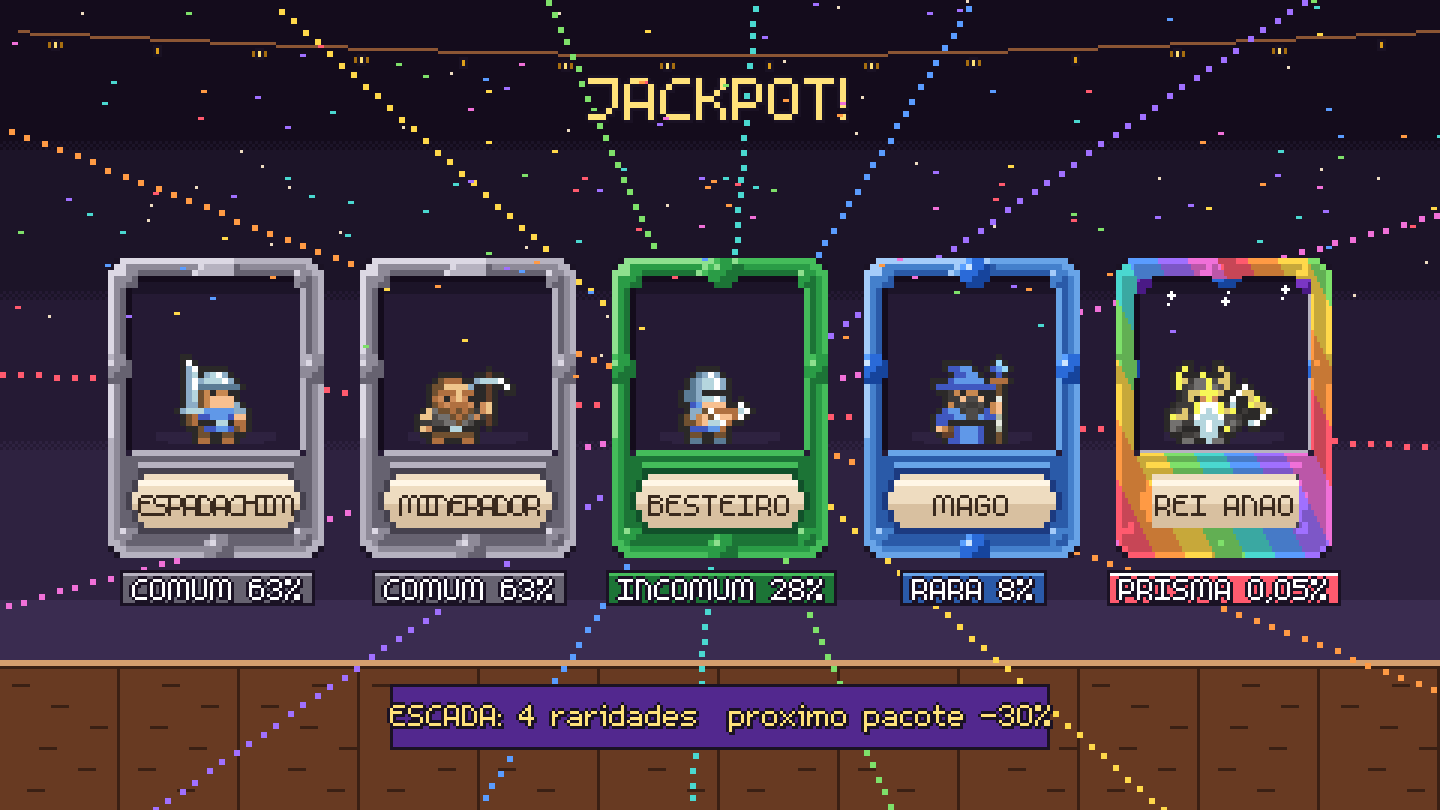 JACKPOT!
ESPADACHIM
MINERADOR
BESTEIRO
MAGO
REI ANAO
COMUM 63%
COMUM 63%
INCOMUM 28%
RARA 8%
PRISMA 0,05%
ESCADA: 4 raridades proximo pacote -30%